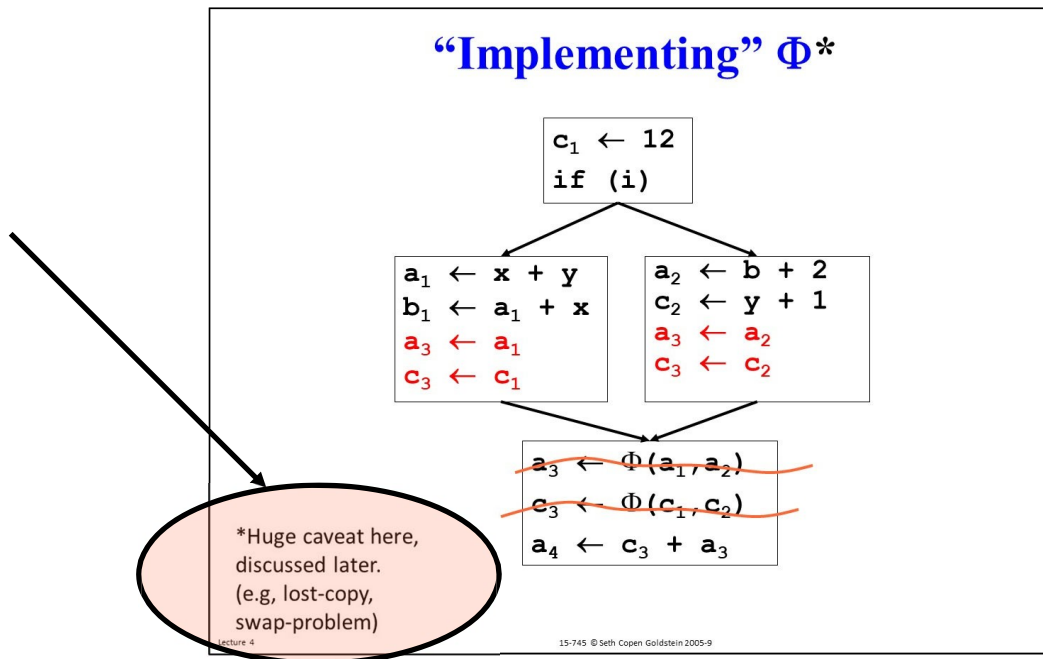 “Implementing” Φ*
c₁ ← 12
if (i)
a₁ ← x + y
b₁ ← a₁ + x
a₃ ← a₁
c₃ ← c₁
a₂ ← b + 2
c₂ ← y + 1
a₃ ← a₂
c₃ ← c₂
a₃ ← Φ(a₁,a₂)
c₃ ← Φ(c₁,c₂)
a₄ ← c₃ + a₃
*Huge caveat here,
discussed later.
(e.g, lost-copy,
swap-problem)
Lecture 4
15-745 © Seth Copen Goldstein 2005-9